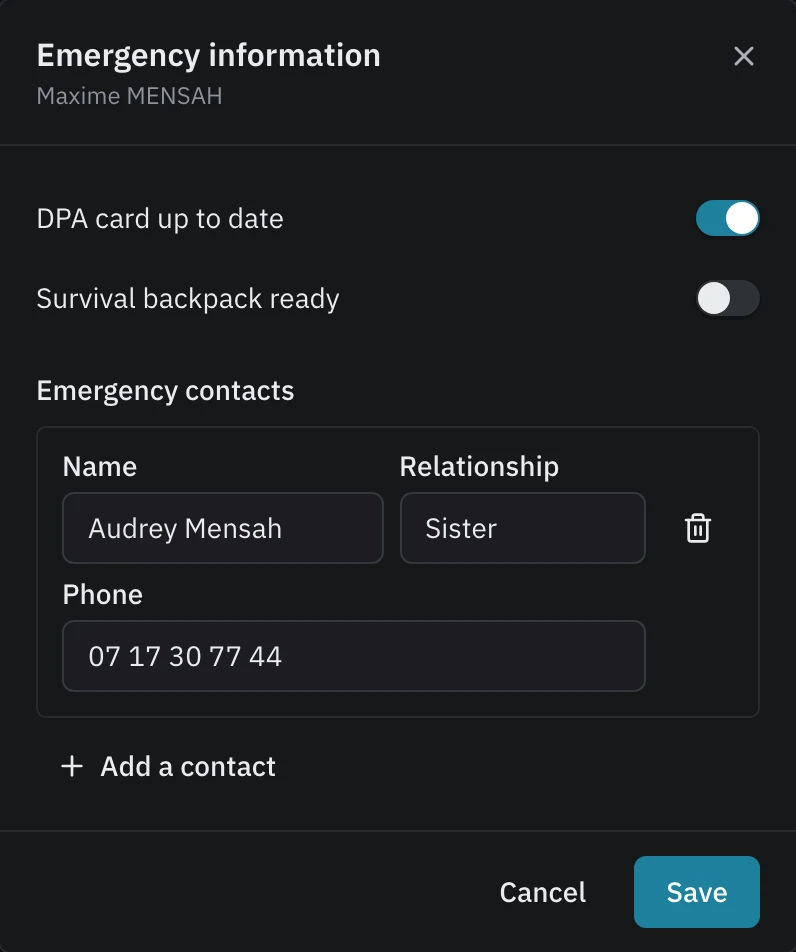 Emergency information
Maxime MENSAH
DPA card up to date
Survival backpack ready
Emergency contacts
Name Relationship
Audrey Mensah Sister
Phone
07 17 30 77 44
Add a contact
Cancel Save